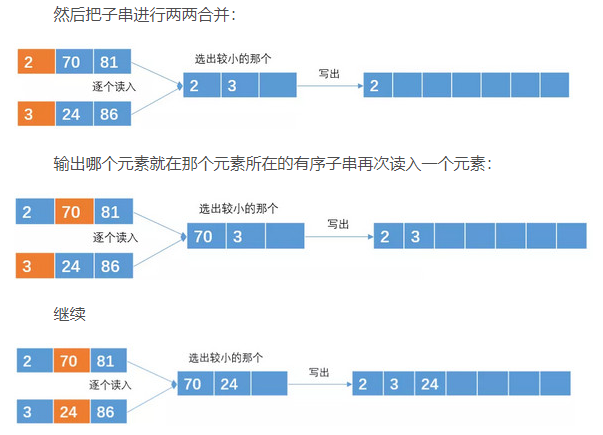 然后把子串进行两两合并：
选出较小的那个
2 70 81
逐个读入
2 3
写出
2
3 24 86
输出哪个元素就在那个元素所在的有序子串再次读入一个元素：
选出较小的那个
2 70 81
逐个读入
70 3
写出
2 3
3 24 86
继续
选出较小的那个
2 70 81
逐个读入
70 24
写出
2 3 24
3 24 86